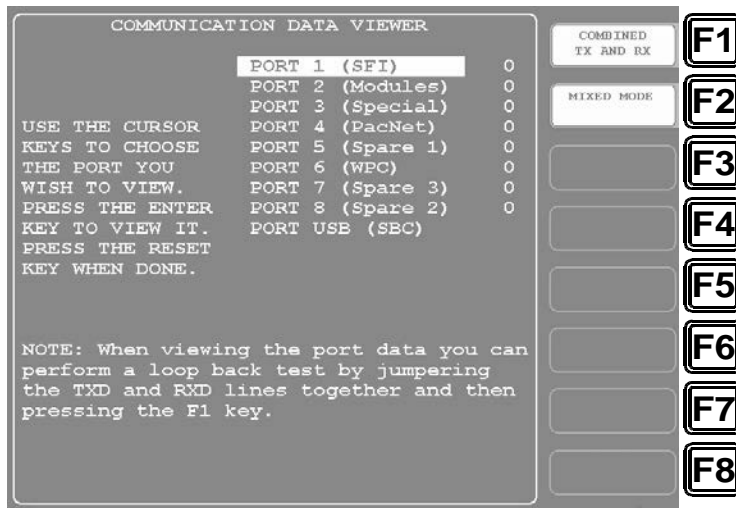 COMMUNICATION DATA VIEWER
PORT 1 (SFI) 0
PORT 2 (Modules) 0
PORT 3 (Special) 0
USE THE CURSOR PORT 4 (PacNet) 0
KEYS TO CHOOSE PORT 5 (Spare 1) 0
THE PORT YOU PORT 6 (WPC) 0
WISH TO VIEW. PORT 7 (Spare 3) 0
PRESS THE ENTER PORT 8 (Spare 2) 0
KEY TO VIEW IT. PORT USB (SBC)
PRESS THE RESET
KEY WHEN DONE.
NOTE: When viewing the port data you can
perform a loop back test by jumpering
the TXD and RXD lines together and then
pressing the F1 key.
COMBINED
TX AND RX
F1
MIXED MODE
F2
F3
F4
F5
F6
F7
F8